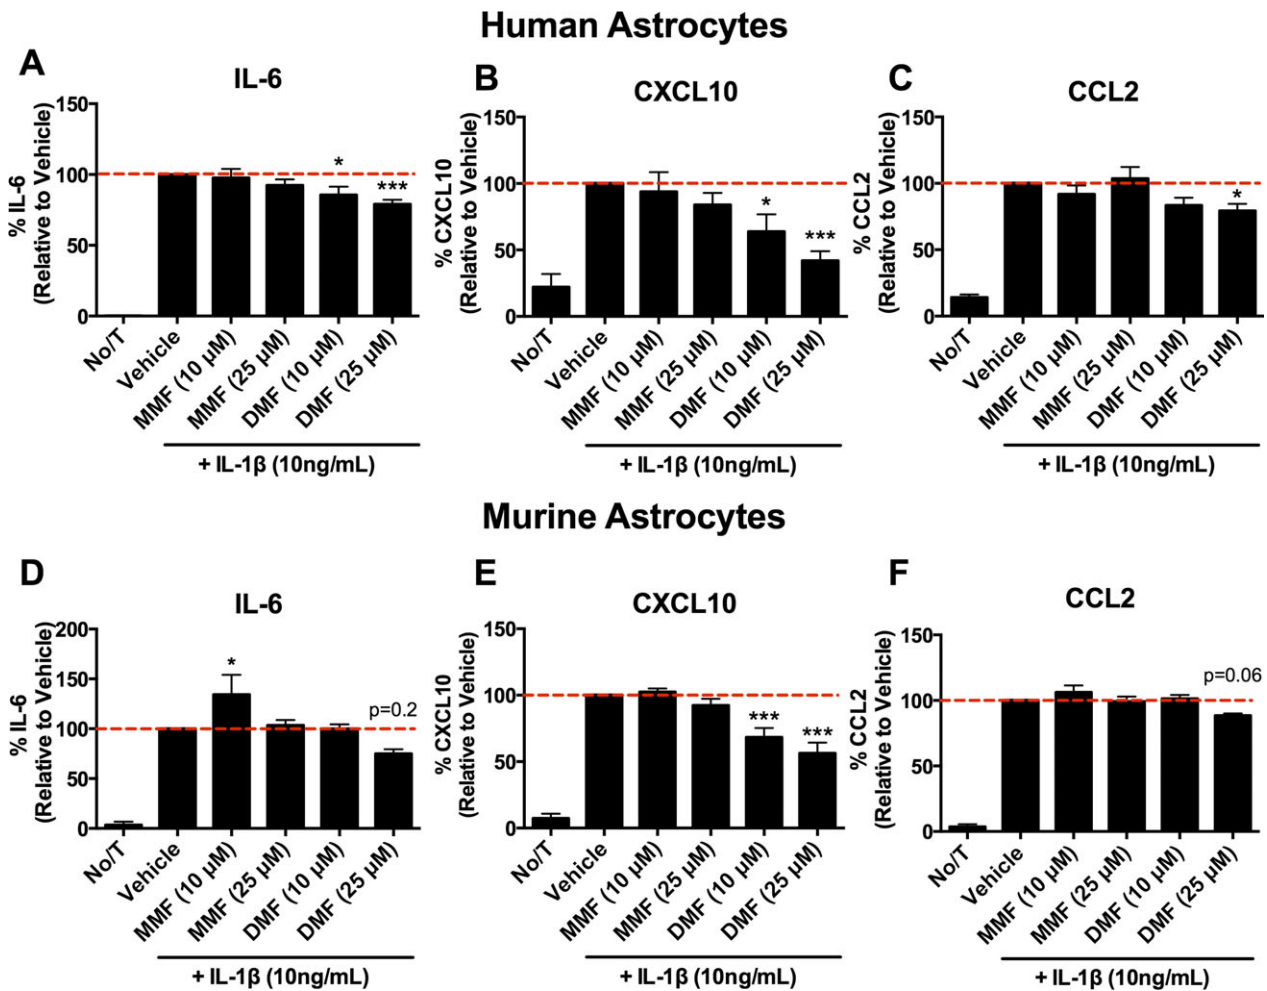 Human Astrocytes
A
IL-6
% IL-6
(Relative to Vehicle)
150
100
50
0
*
***
No/T
Vehicle
MMF (10 µM)
MMF (25 µM)
DMF (10 µM)
DMF (25 µM)
+ IL-1β (10ng/mL)
B
CXCL10
% CXCL10
(Relative to Vehicle)
150
100
50
0
*
***
No/T
Vehicle
MMF (10 µM)
MMF (25 µM)
DMF (10 µM)
DMF (25 µM)
+ IL-1β (10ng/mL)
C
CCL2
% CCL2
(Relative to Vehicle)
150
100
50
0
*
No/T
Vehicle
MMF (10 µM)
MMF (25 µM)
DMF (10 µM)
DMF (25 µM)
+ IL-1β (10ng/mL)
Murine Astrocytes
D
IL-6
% IL-6
(Relative to Vehicle)
200
150
100
50
0
*
p=0.2
No/T
Vehicle
MMF (10 µM)
MMF (25 µM)
DMF (10 µM)
DMF (25 µM)
+ IL-1β (10ng/mL)
E
CXCL10
% CXCL10
(Relative to Vehicle)
150
100
50
0
***
***
No/T
Vehicle
MMF (10 µM)
MMF (25 µM)
DMF (10 µM)
DMF (25 µM)
+ IL-1β (10ng/mL)
F
CCL2
% CCL2
(Relative to Vehicle)
150
100
50
0
p=0.06
No/T
Vehicle
MMF (10 µM)
MMF (25 µM)
DMF (10 µM)
DMF (25 µM)
+ IL-1β (10ng/mL)